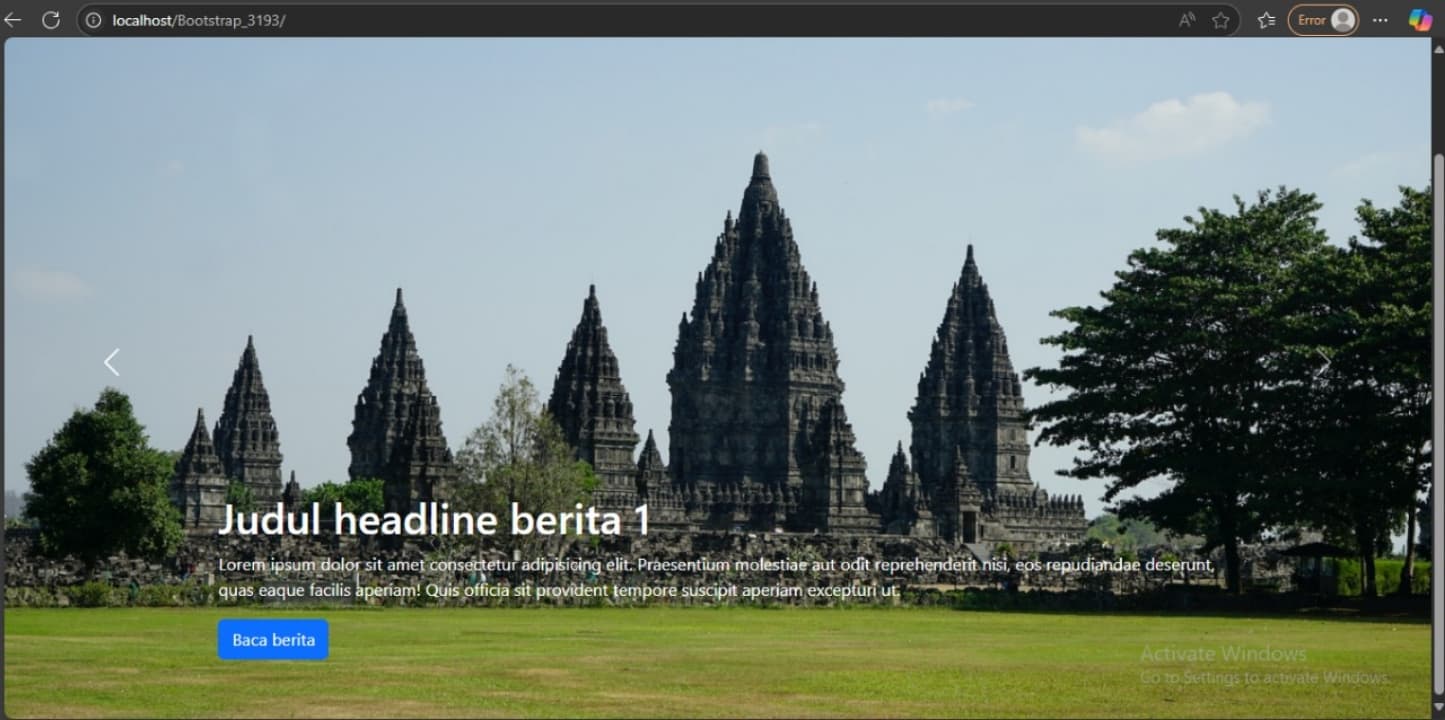 localhost/Bootstrap_3193/
Error
Judul headline berita 1
Lorem ipsum dolor sit amet consectetur adipisicing elit. Praesentium molestiae aut odit reprehenderit nisi, eos repudiandae deserunt,
quas eaque facilis aperiam! Quis officia sit provident tempore suscipit aperiam excepturi ut.
Baca berita
Activate Windows
Go to Settings to activate Windows.